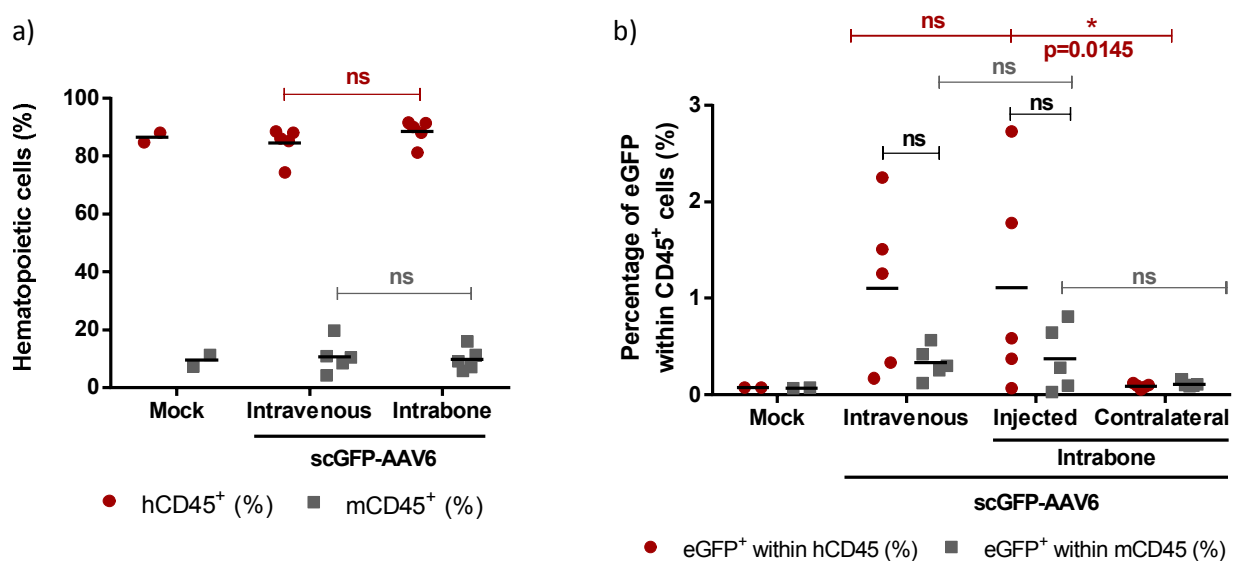 a)
ns
100
80
60
40
20
0
Hematopoietic cells (%)
ns
Mock Intravenous Intrabone
scGFP-AAV6
hCD45⁺ (%) mCD45⁺ (%)
b)
ns *
p=0.0145
ns
ns
ns
ns
3
2
1
0
Percentage of eGFP
within CD45⁺ cells (%)
Mock Intravenous Injected Contralateral
Intrabone
scGFP-AAV6
eGFP⁺ within hCD45 (%) eGFP⁺ within mCD45 (%)